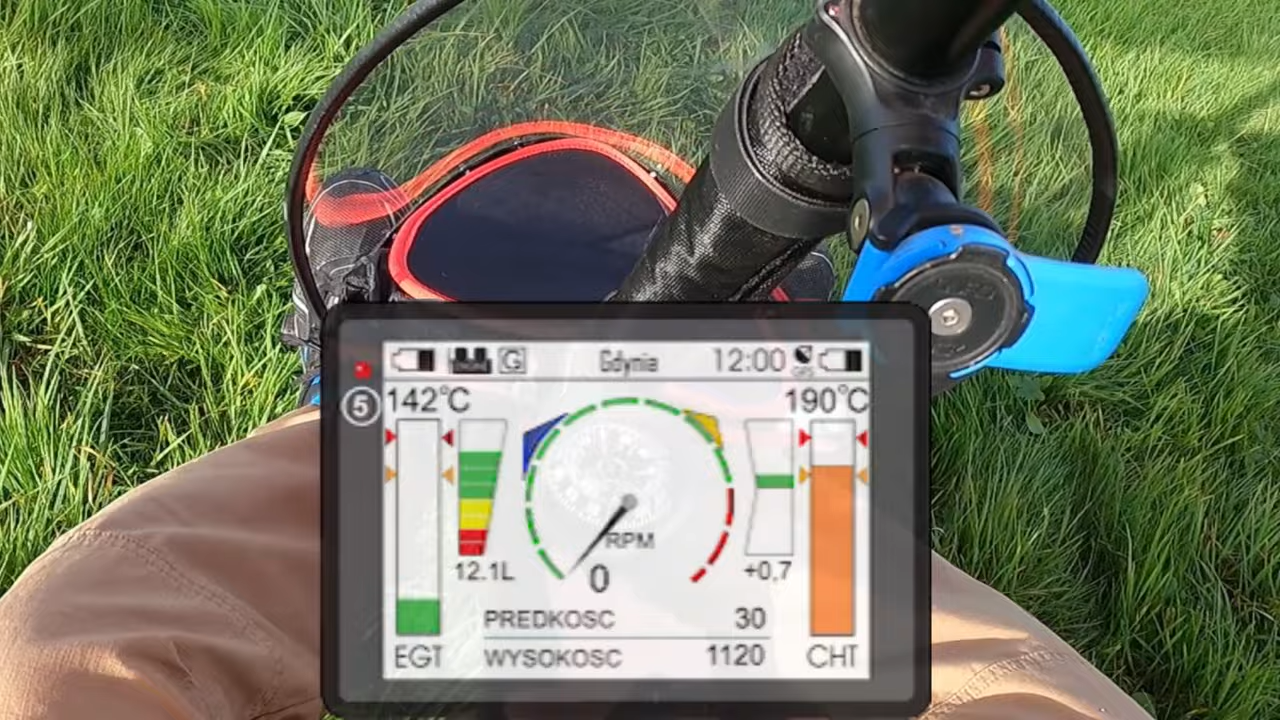 G Gdynia 12:00
5 142°C 190°C
RPM
12.1L 0 +0,7
PREDKOSC 30
WYSOKOSC 1120
EGT CHT